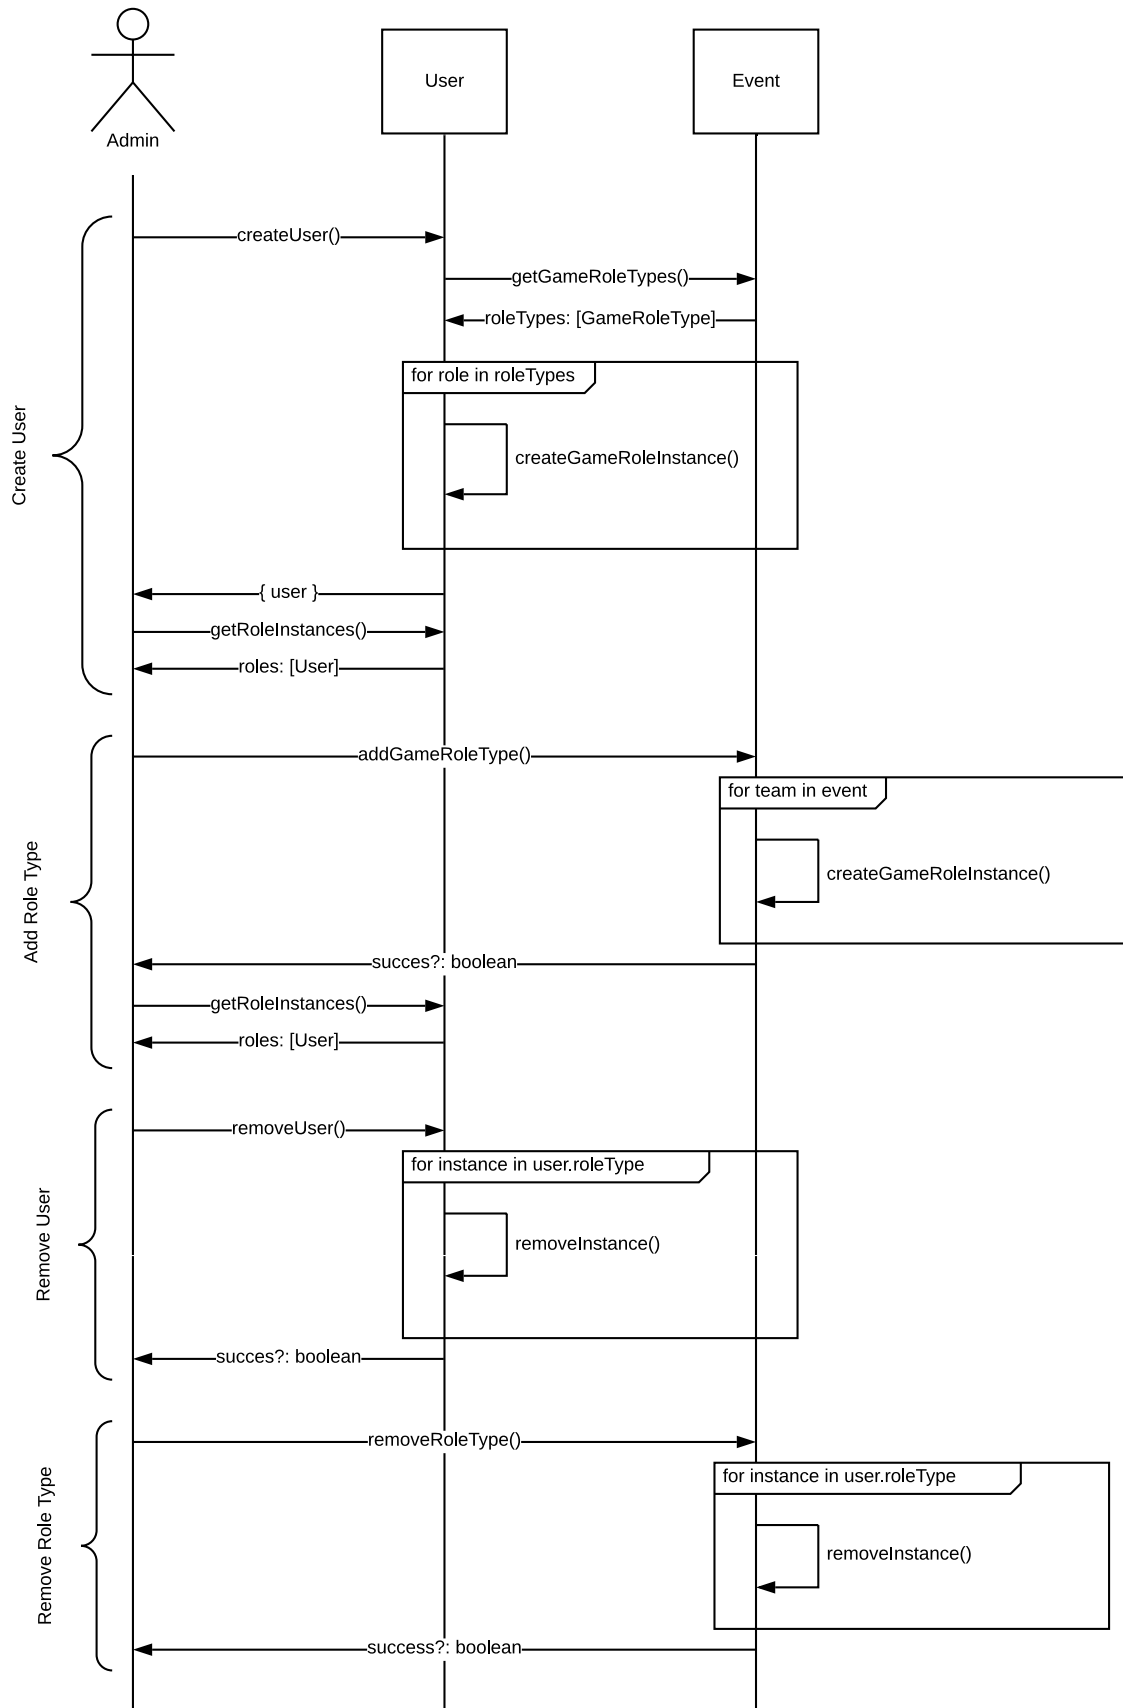 Admin
User
Event
Create User
createUser()
getGameRoleTypes()
roleTypes: [GameRoleType]
for role in roleTypes
createGameRoleInstance()
{ user }
getRoleInstances()
roles: [User]
Add Role Type
addGameRoleType()
for team in event
createGameRoleInstance()
succes?: boolean
getRoleInstances()
roles: [User]
Remove User
removeUser()
for instance in user.roleType
removeInstance()
succes?: boolean
Remove Role Type
removeRoleType()
for instance in user.roleType
removeInstance()
success?: boolean